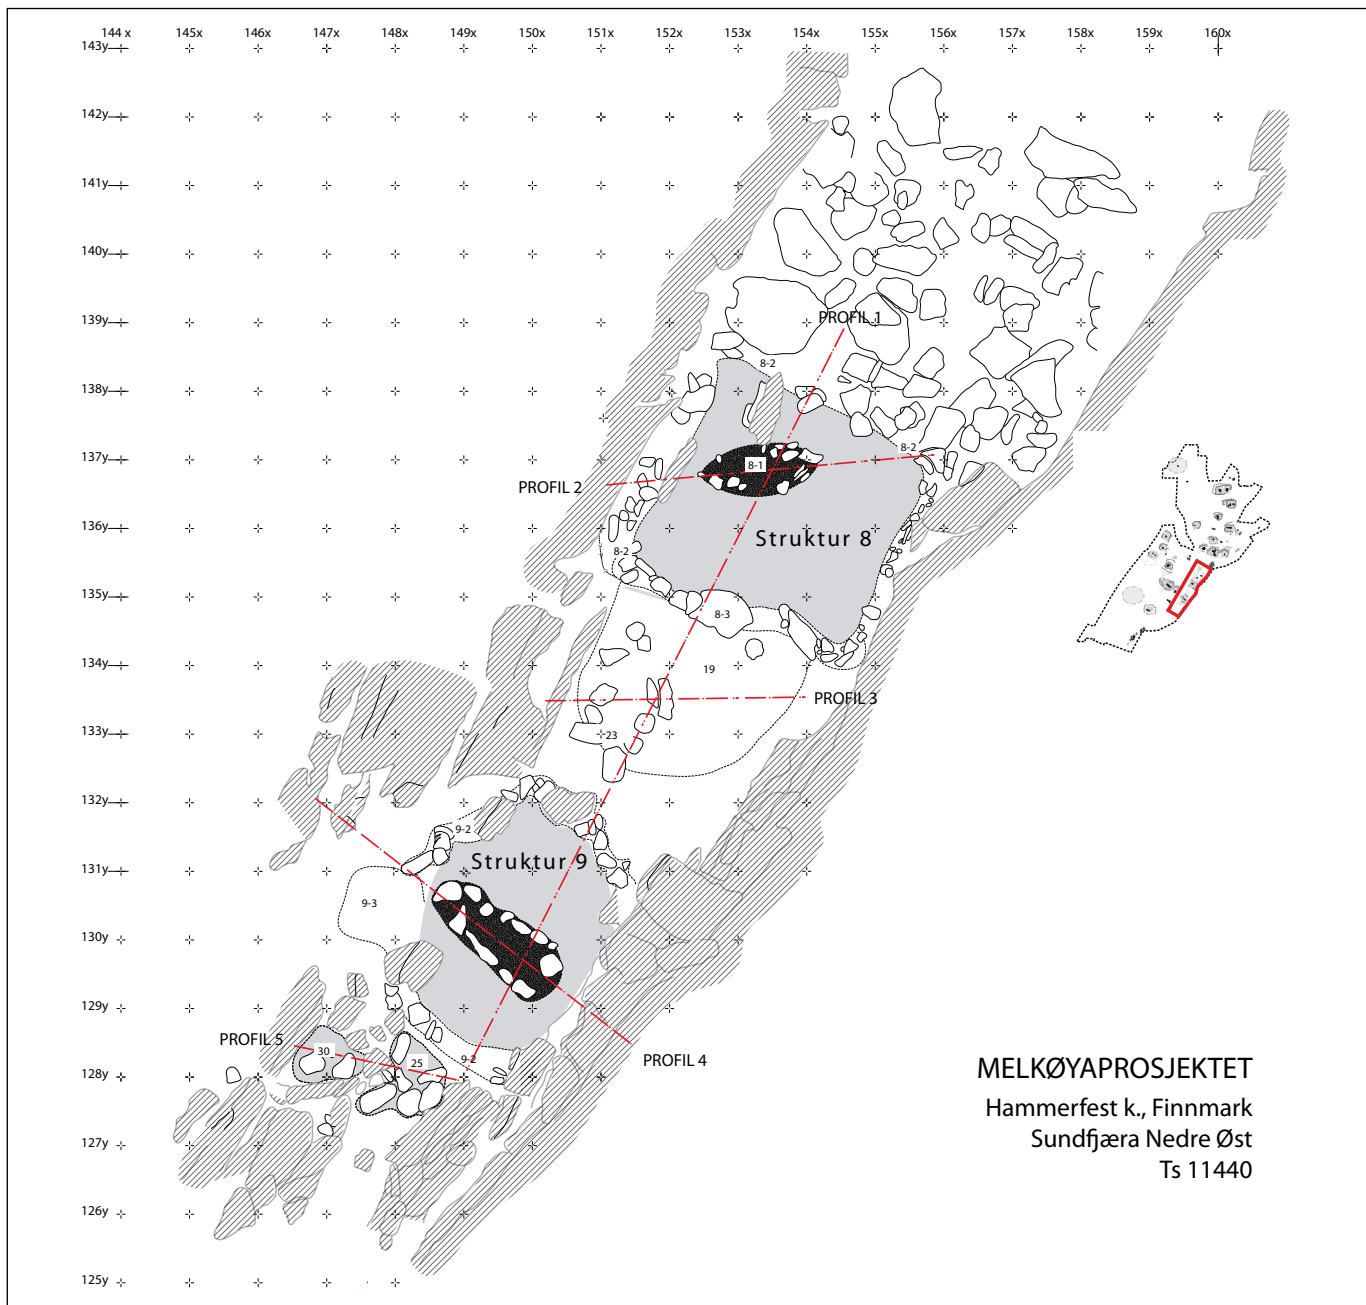 144 x 145x 146x 147x 148x 149x 150x 151x 152x 153x 154x 155x 156x 157x 158x 159x 160x
143y
142y
141y
140y
139y
PROFIL 1
8-2
138y
8-2
137y
8-1
PROFIL 2
136y
Struktur 8
8-2
135y
8-3
134y
19
PROFIL 3
133y
23
132y
9-2
131y
Struktur 9
9-3
130y
129y
PROFIL 5
30
25
9-2
PROFIL 4
128y
127y
126y
125y
MELKØYAPROSJEKTET
Hammerfest k., Finnmark
Sundfjæra Nedre Øst
Ts 11440